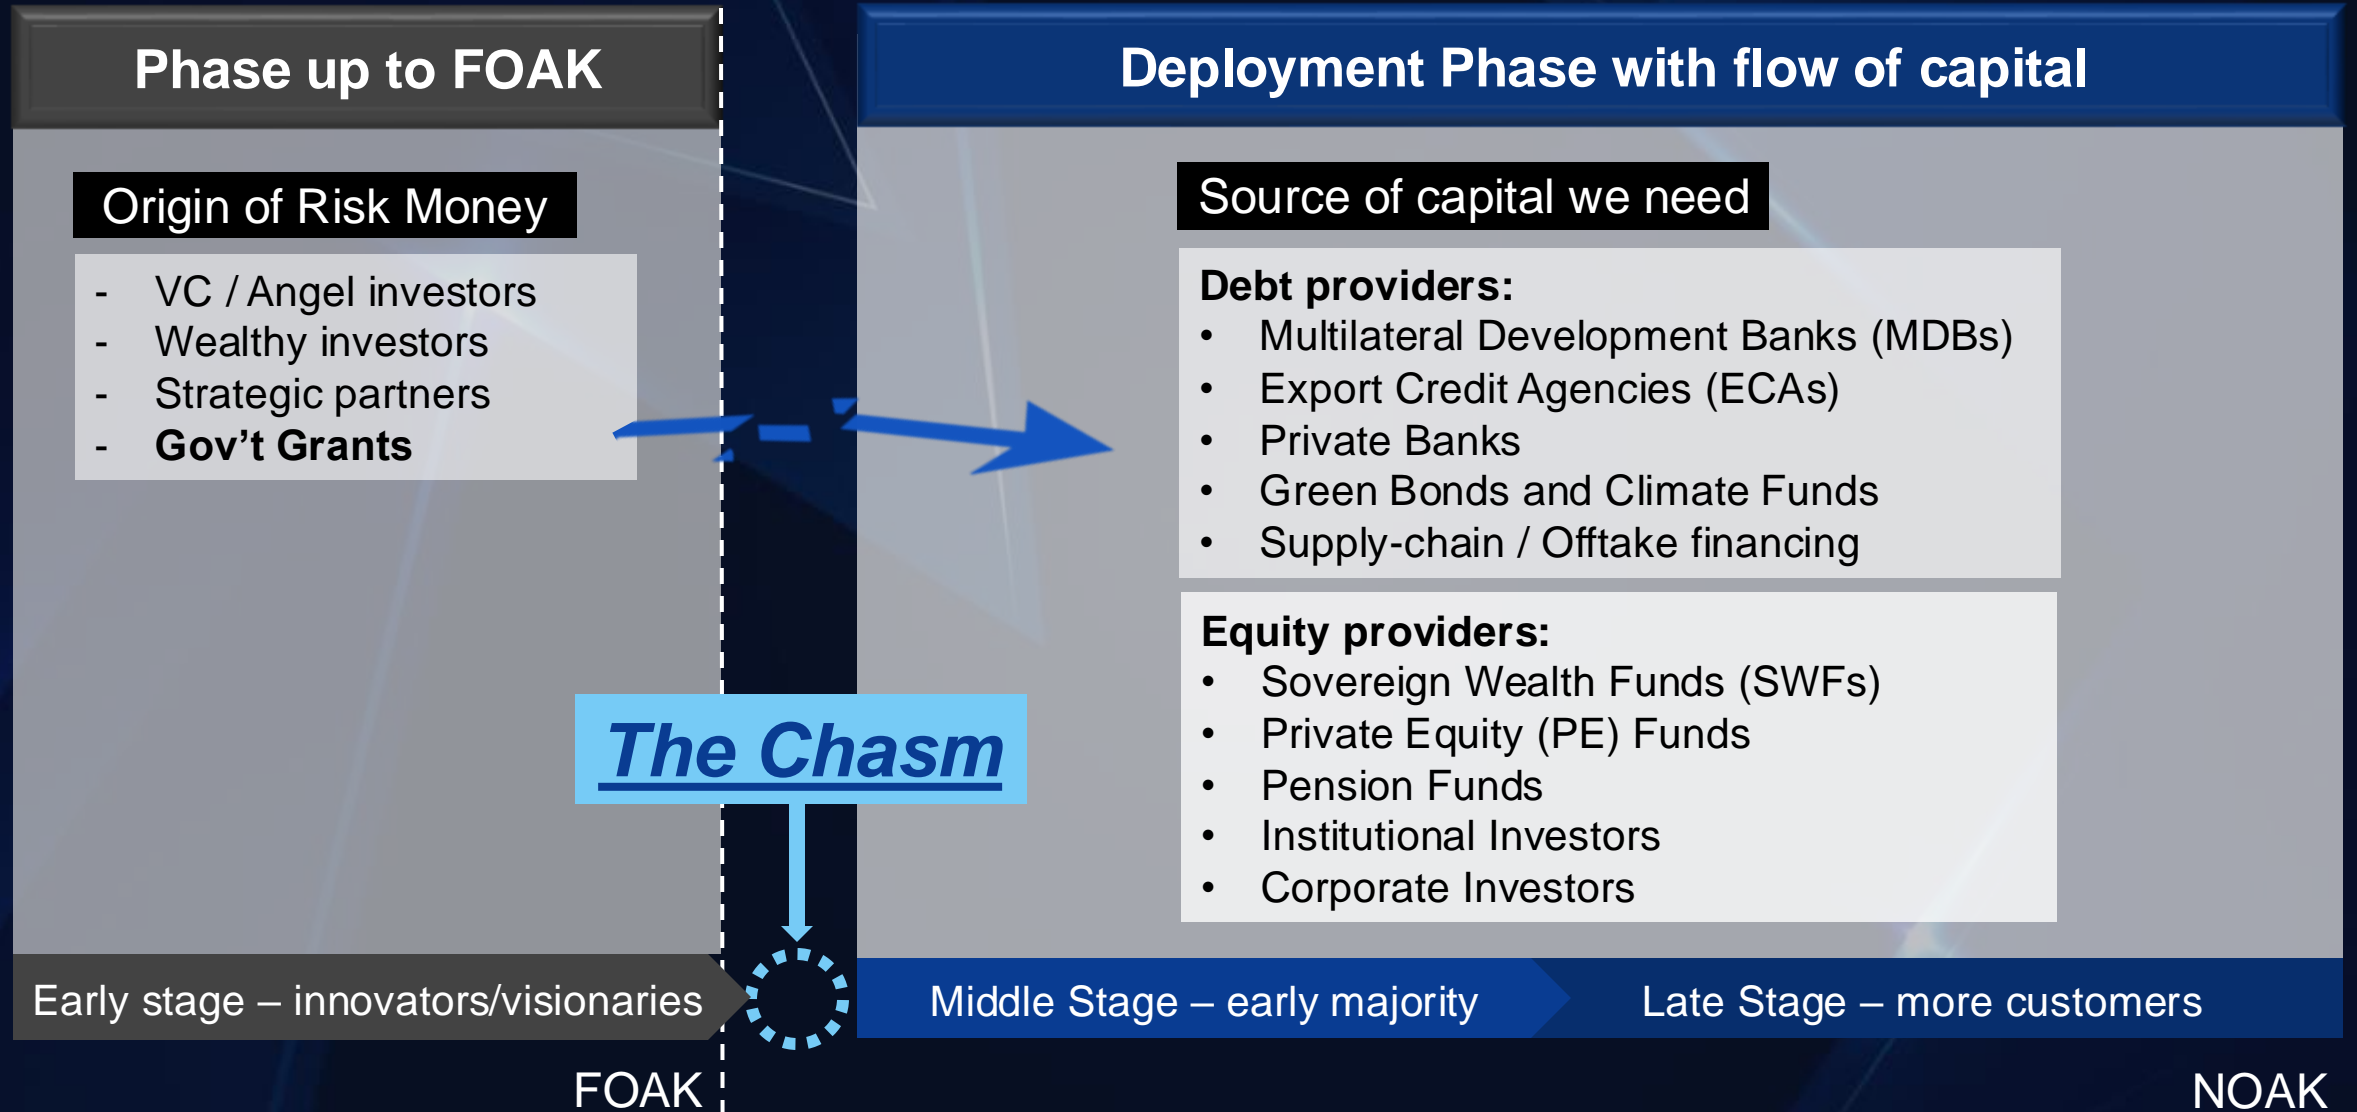 Phase up to FOAK
Origin of Risk Money
- VC / Angel investors
- Wealthy investors
- Strategic partners
- Gov’t Grants
The Chasm
Deployment Phase with flow of capital
Source of capital we need
Debt providers:
• Multilateral Development Banks (MDBs)
• Export Credit Agencies (ECAs)
• Private Banks
• Green Bonds and Climate Funds
• Supply-chain / Offtake financing
Equity providers:
• Sovereign Wealth Funds (SWFs)
• Private Equity (PE) Funds
• Pension Funds
• Institutional Investors
• Corporate Investors
Early stage – innovators/visionaries
Middle Stage – early majority
Late Stage – more customers
FOAK
NOAK